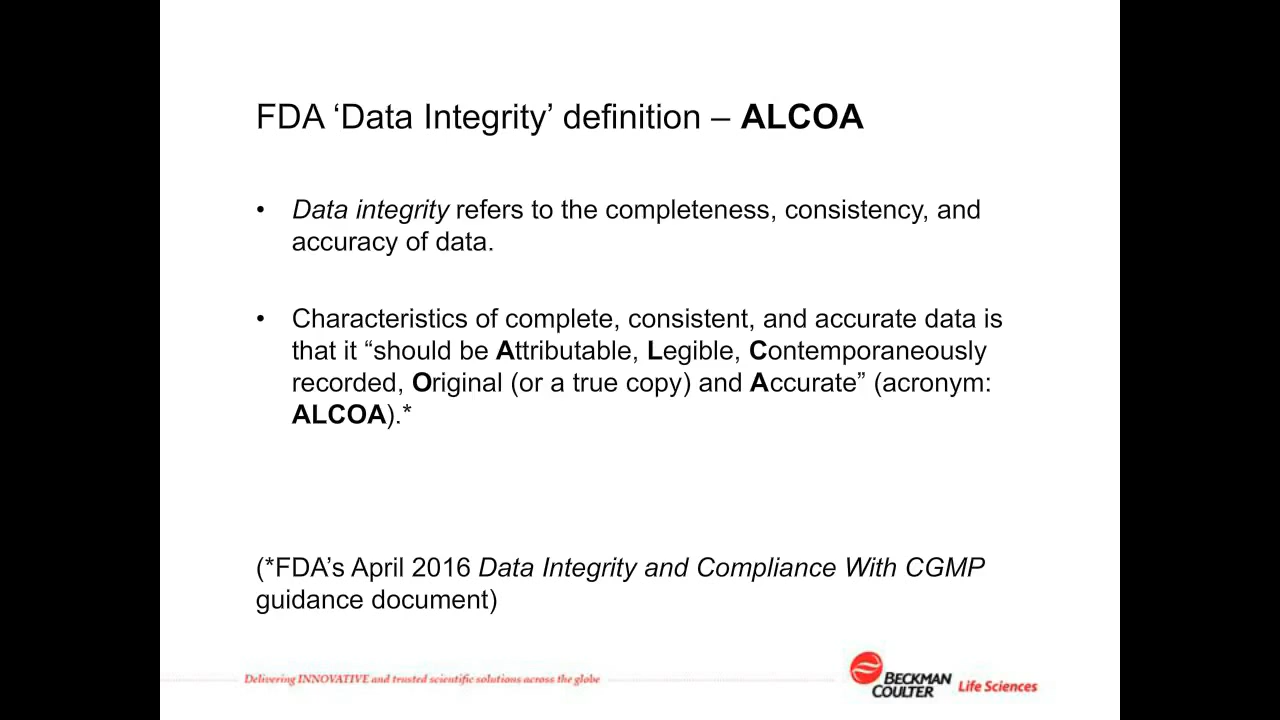 FDA ‘Data Integrity’ definition – ALCOA
• Data integrity refers to the completeness, consistency, and
accuracy of data.
• Characteristics of complete, consistent, and accurate data is
that it “should be Attributable, Legible, Contemporaneously
recorded, Original (or a true copy) and Accurate” (acronym:
ALCOA).*
(*FDA’s April 2016 Data Integrity and Compliance With CGMP
guidance document)
Delivering INNOVATIVE and trusted scientific solutions across the globe
BECKMAN
COULTER
Life Sciences